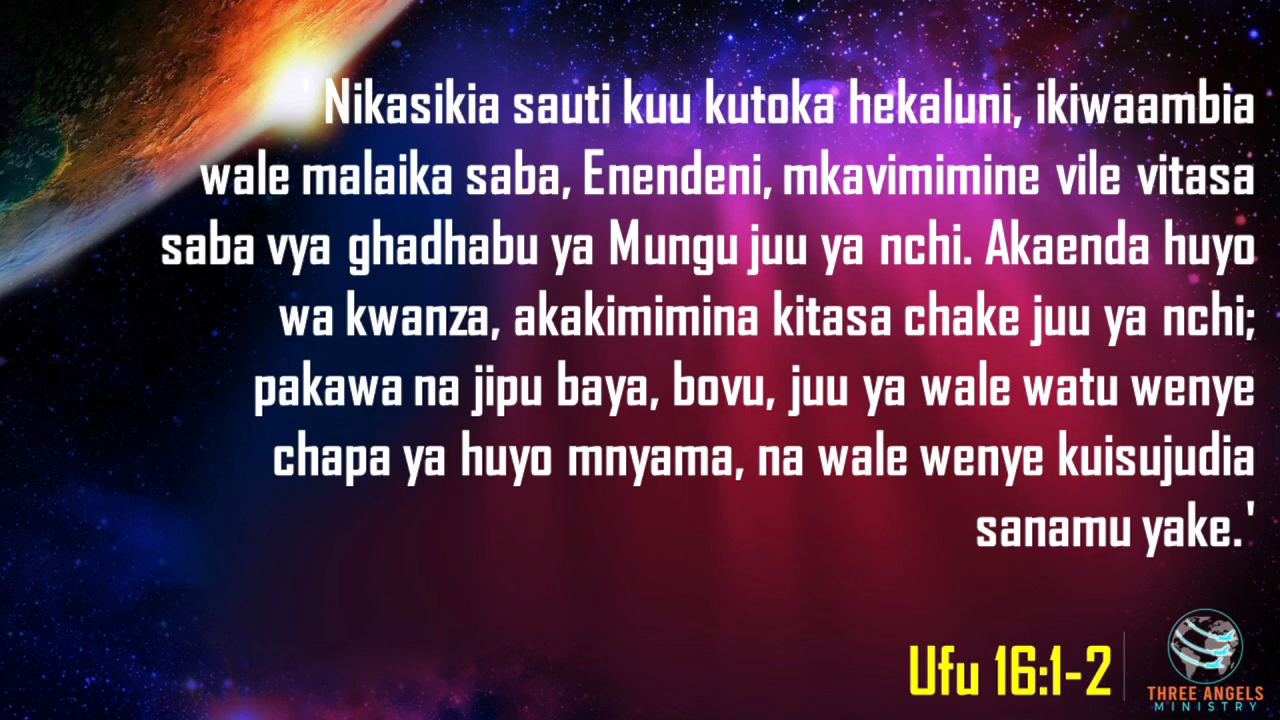 ' Nikasikia sauti kuu kutoka hekaluni, ikiwaambia
wale malaika saba, Enendeni, mkavimimine vile vitasa
saba vya ghadhabu ya Mungu juu ya nchi. Akaenda huyo
wa kwanza, akakimimina kitasa chake juu ya nchi;
pakawa na jipu baya, bovu, juu ya wale watu wenye
chapa ya huyo mnyama, na wale wenye kuisujudia
sanamu yake.'
Ufu 16:1-2
THREE ANGELS
MINISTRY